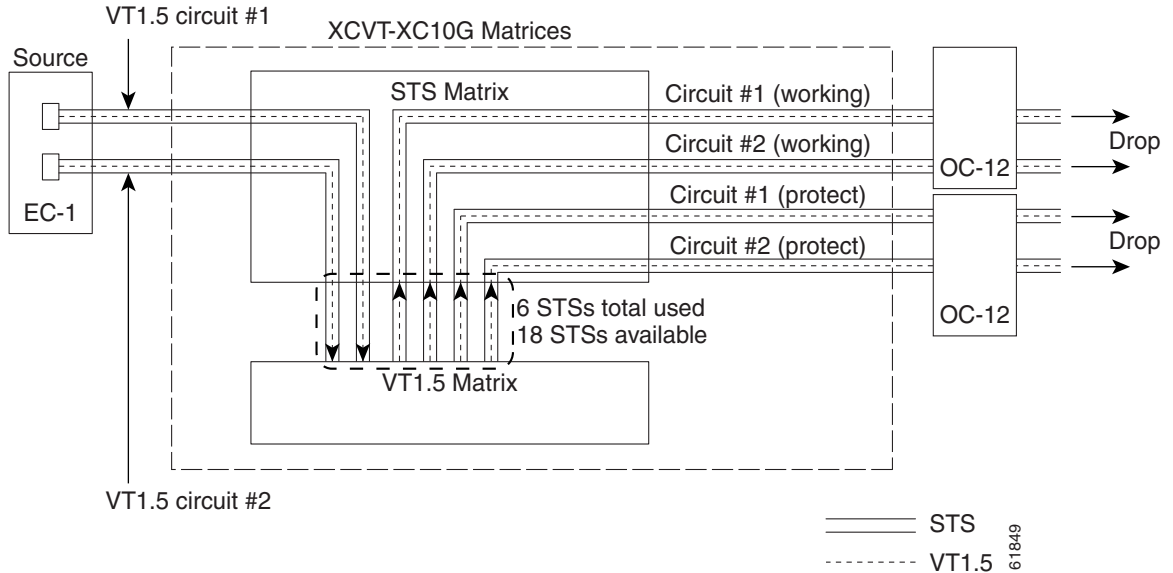 VT1.5 circuit #1
XCVT-XC10G Matrices
Source
STS Matrix
Circuit #1 (working)
Drop
Circuit #2 (working)
OC-12
Circuit #1 (protect)
EC-1
Drop
Circuit #2 (protect)
6 STSs total used
18 STSs available
OC-12
VT1.5 Matrix
VT1.5 circuit #2
STS
VT1.5
61849